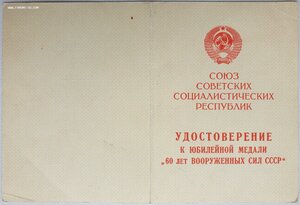 СОЮЗ
СОВЕТСКИХ
СОЦИАЛИСТИЧЕСКИХ
РЕСПУБЛИК
УДОСТОВЕРЕНИЕ
К ЮБИЛЕЙНОЙ МЕДАЛИ
„60 ЛЕТ ВООРУЖЕННЫХ СИЛ СССР“